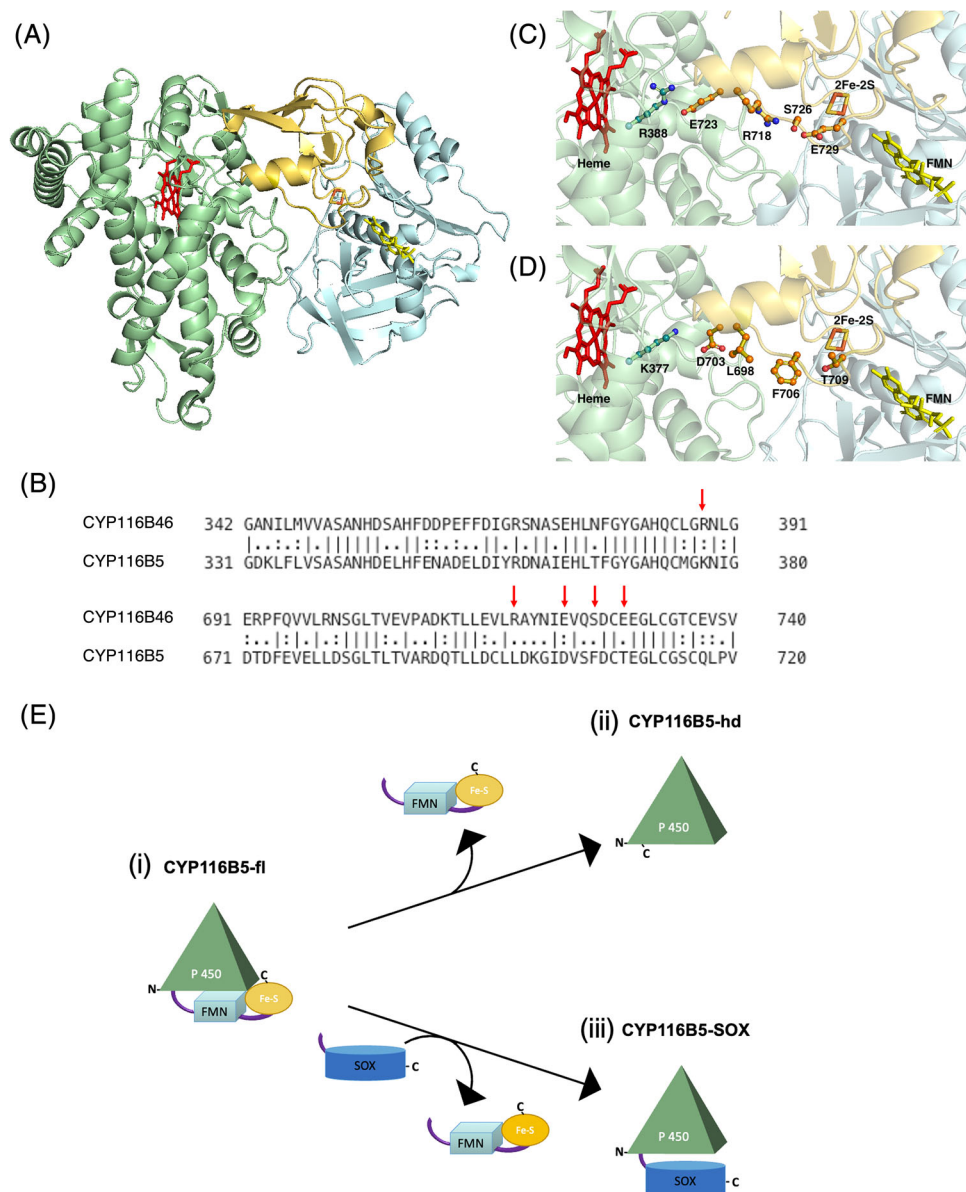 (A)
(C)
R388
E723
R718
S726
E729
2Fe-2S
FMN
Heme
(D)
K377
D703
L698
F706
T709
2Fe-2S
FMN
Heme
(B)
CYP116B46 342 GANILMVVASANHDSAHFDDPEFFDIGRSNASEHLNFGYGAHQCLGRNLG 391
|..:.:|.||||||..||::.:..||.|.||.|||.||||||||:|:|:|
CYP116B5 331 GDKLFLVSASANHDELHFENADELDIYRDNAIEHLTFGYGAHQCMGKNIG 380
CYP116B46 691 ERPFQVVLRNSGLTVEVPADKTLLEVLRAYNIEVQSDCEEGLCGTCEVSV 740
:..|:|.|.:||||:.|..|:|||:.|....|:|..||.|||||:|::.|
CYP116B5 671 DTDFEVELLDSGLTLTVARDQTLLDCLLDKGIDVSFDCTEGLCGSCQLPV 720
(E)
(i) CYP116B5-fl
P 450
N-
C
FMN
Fe-S
C
FMN
Fe-S
(ii) CYP116B5-hd
P 450
N-
C
SOX
-C
C
FMN
Fe-S
(iii) CYP116B5-SOX
P 450
N-
SOX
-C